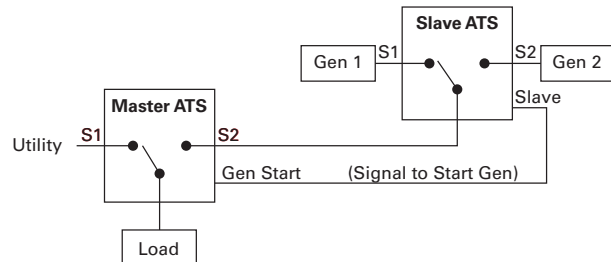 Slave ATS
Gen 1
S1
S2
Gen 2
Slave
Master ATS
Utility
S1
S2
Gen Start
(Signal to Start Gen)
Load